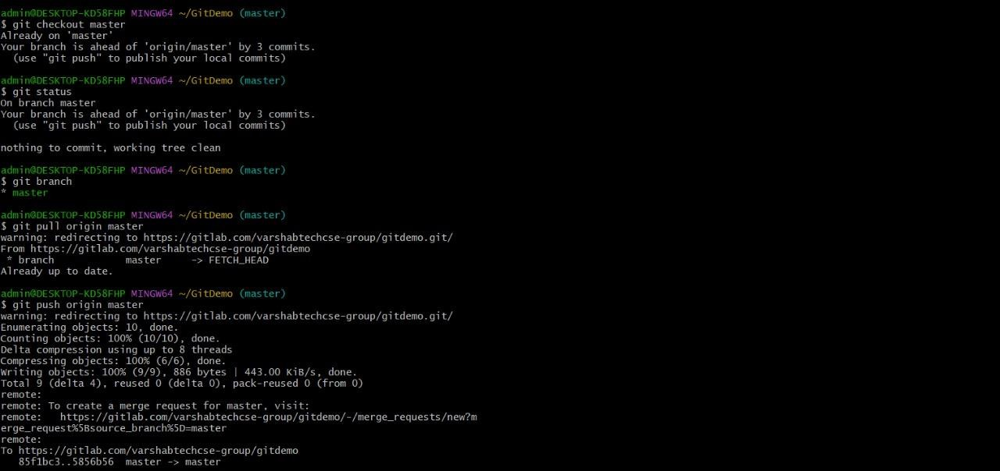 admin@DESKTOP-KD58FHP MINGW64 ~/GitDemo (master)
$ git checkout master
Already on 'master'
Your branch is ahead of 'origin/master' by 3 commits.
  (use "git push" to publish your local commits)

admin@DESKTOP-KD58FHP MINGW64 ~/GitDemo (master)
$ git status
On branch master
Your branch is ahead of 'origin/master' by 3 commits.
  (use "git push" to publish your local commits)

nothing to commit, working tree clean

admin@DESKTOP-KD58FHP MINGW64 ~/GitDemo (master)
$ git branch
* master

admin@DESKTOP-KD58FHP MINGW64 ~/GitDemo (master)
$ git pull origin master
warning: redirecting to https://gitlab.com/varshabtechcse-group/gitdemo.git/
From https://gitlab.com/varshabtechcse-group/gitdemo
 * branch            master     -> FETCH_HEAD
Already up to date.

admin@DESKTOP-KD58FHP MINGW64 ~/GitDemo (master)
$ git push origin master
warning: redirecting to https://gitlab.com/varshabtechcse-group/gitdemo.git/
Enumerating objects: 10, done.
Counting objects: 100% (10/10), done.
Delta compression using up to 8 threads
Compressing objects: 100% (6/6), done.
Writing objects: 100% (9/9), 886 bytes | 443.00 KiB/s, done.
Total 9 (delta 4), reused 0 (delta 0), pack-reused 0 (from 0)
remote:
remote: To create a merge request for master, visit:
remote:   https://gitlab.com/varshabtechcse-group/gitdemo/-/merge_requests/new?m
erge_request%5Bsource_branch%5D=master
remote:
To https://gitlab.com/varshabtechcse-group/gitdemo
   85f1bc3..5856b56  master -> master